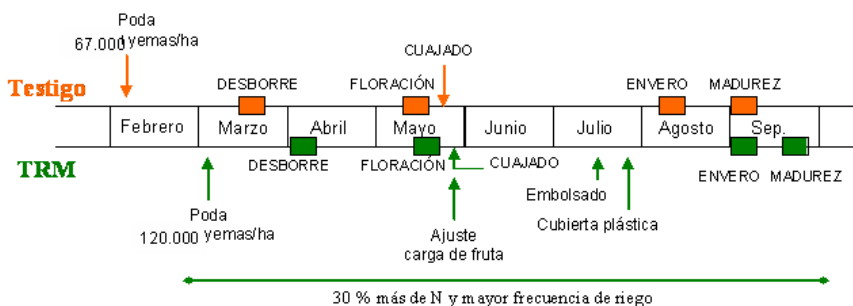 Poda
67.000 yemas/ha
CUAJADO
DESBORRE
FLORACIÓN
ENVERO
MADUREZ
Testigo
Febrero
Marzo
Abril
Mayo
Junio
Julio
Agosto
Sep.
TRM
DESBORRE
FLORACIÓN
CUAJADO
ENVERO
MADUREZ
Embolsado
Poda
120.000 yemas/ha
Ajuste
carga de fruta
Cubierta plástica
30 % más de N y mayor frecuencia de riego